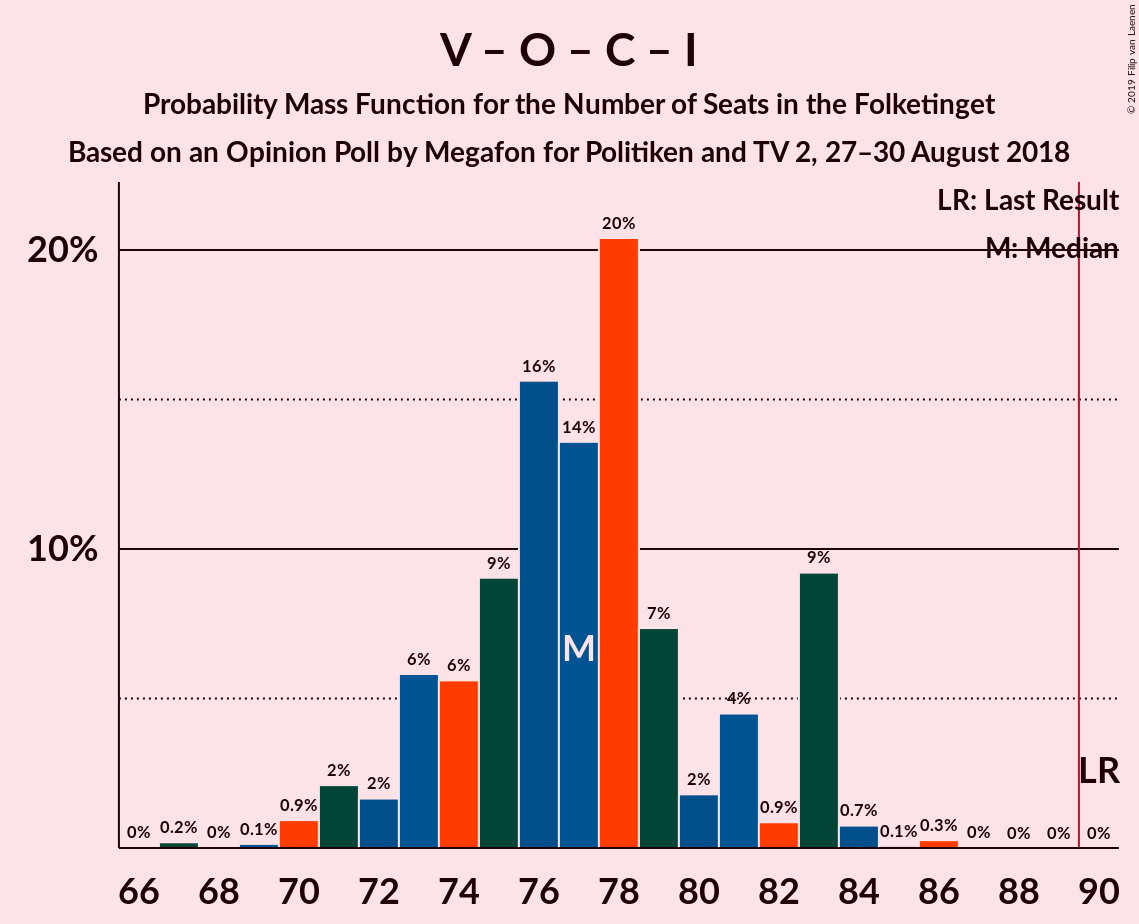 V – O – C – I
Probability Mass Function for the Number of Seats in the Folketinget
Based on an Opinion Poll by Megafon for Politiken and TV 2, 27–30 August 2018
© 2019 Filip van Laenen
LR: Last Result
M: Median
20%
10%
0% 0.2% 0% 0.1% 0.9% 2% 2% 6% 6% 9% 16% 14% 20% 7% 2% 4% 0.9% 9% 0.7% 0.1% 0.3% 0% 0% 0% 0%
M
LR
66 68 70 72 74 76 78 80 82 84 86 88 90